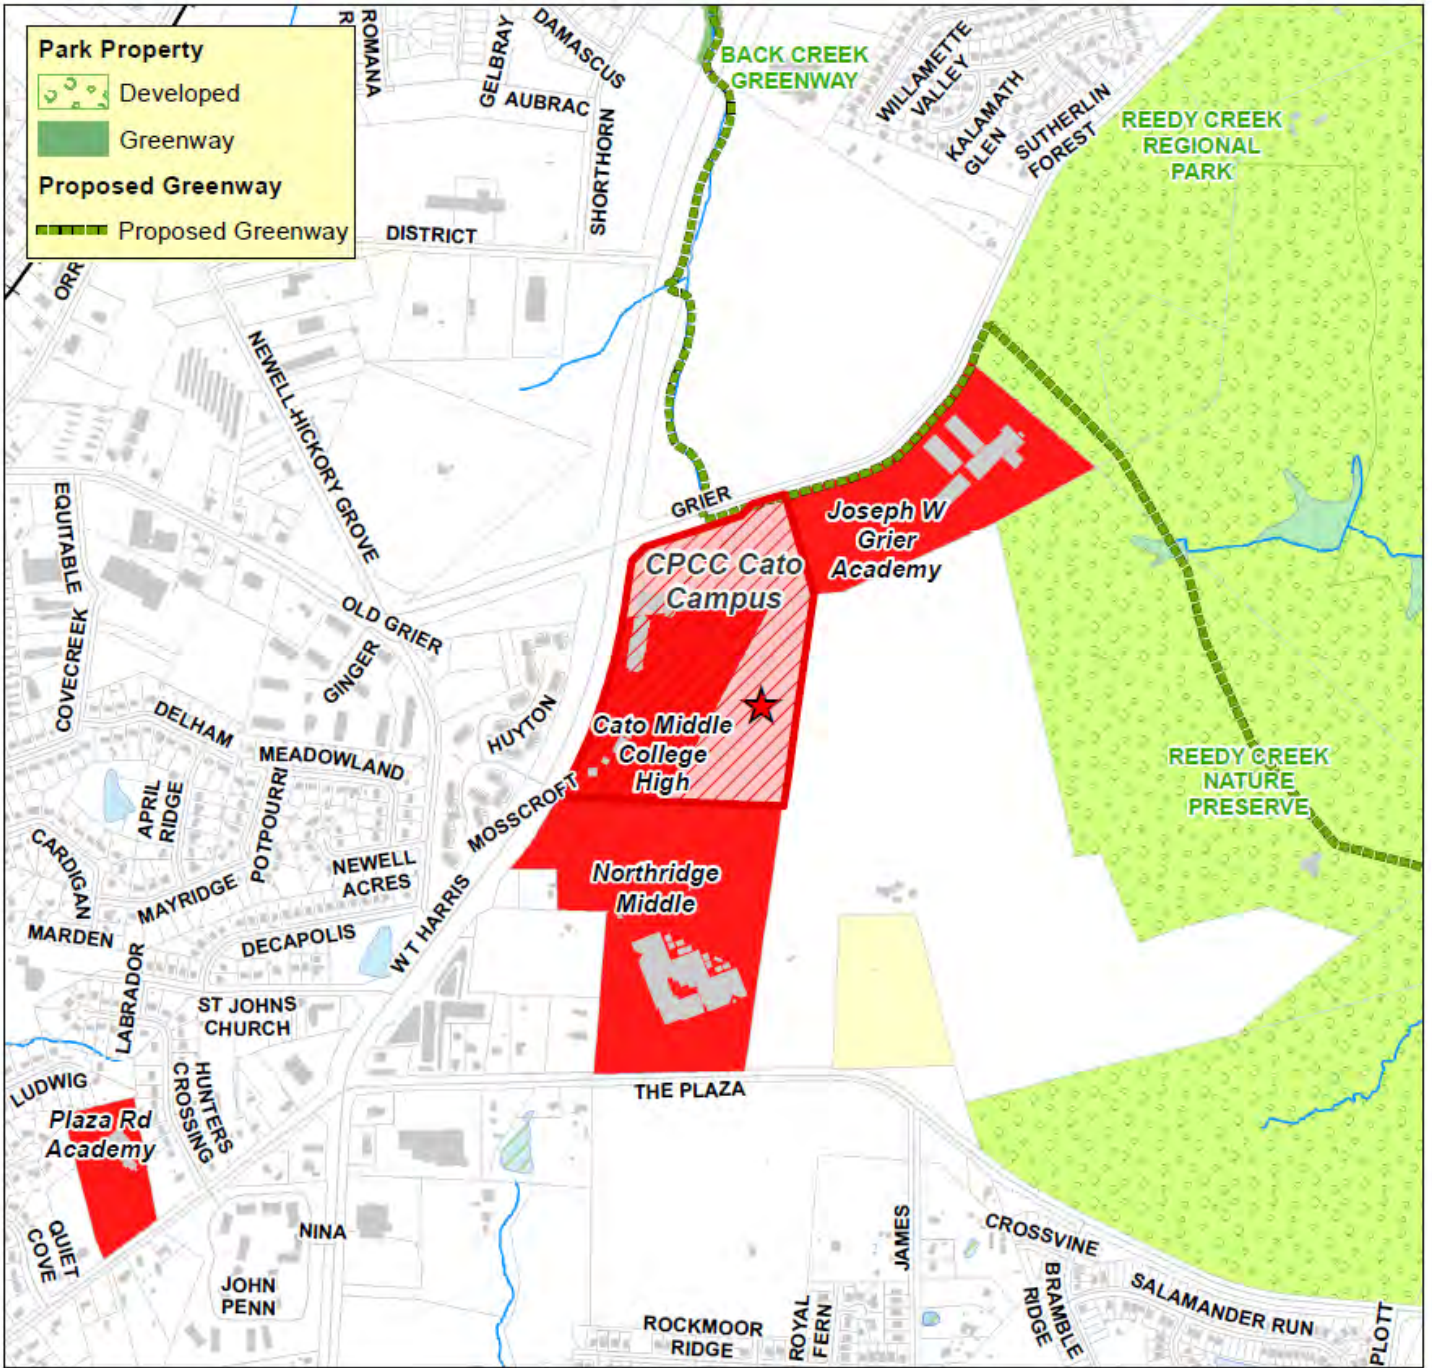 Park Property
Developed
Greenway
Proposed Greenway
Proposed Greenway
ROMANA
R
GELBRAY
DAMASCUS
AUBRAC
SHORTHORN
DISTRICT
ORR
BACK CREEK
GREENWAY
WILLAMETTE
VALLEY
KALAMATH
GLEN
SUTHERLIN
FOREST
REEDY CREEK
REGIONAL
PARK
NEWELL-HICKORY GROVE
GRIER
Joseph W
Grier
Academy
CPCC Cato
Campus
EQUITABLE
COVECREEK
OLD GRIER
GINGER
HUYTON
DELHAM
MEADOWLAND
APRIL
RIDGE
POTPOURRI
Cato Middle
College
High
MOSSCROFT
REEDY CREEK
NATURE
PRESERVE
CARDIGAN
MAYRIDGE
NEWELL
ACRES
MARDEN
DECAPOLIS
W T HARRIS
Northridge
Middle
LABRADOR
ST JOHNS
CHURCH
LUDWIG
HUNTERS
CROSSING
THE PLAZA
Plaza Rd
Academy
QUIET
COVE
NINA
JOHN
PENN
JAMES
CROSSVINE
BRAMBLE
RIDGE
SALAMANDER RUN
PLOTT
ROCKMOOR
RIDGE
ROYAL
FERN